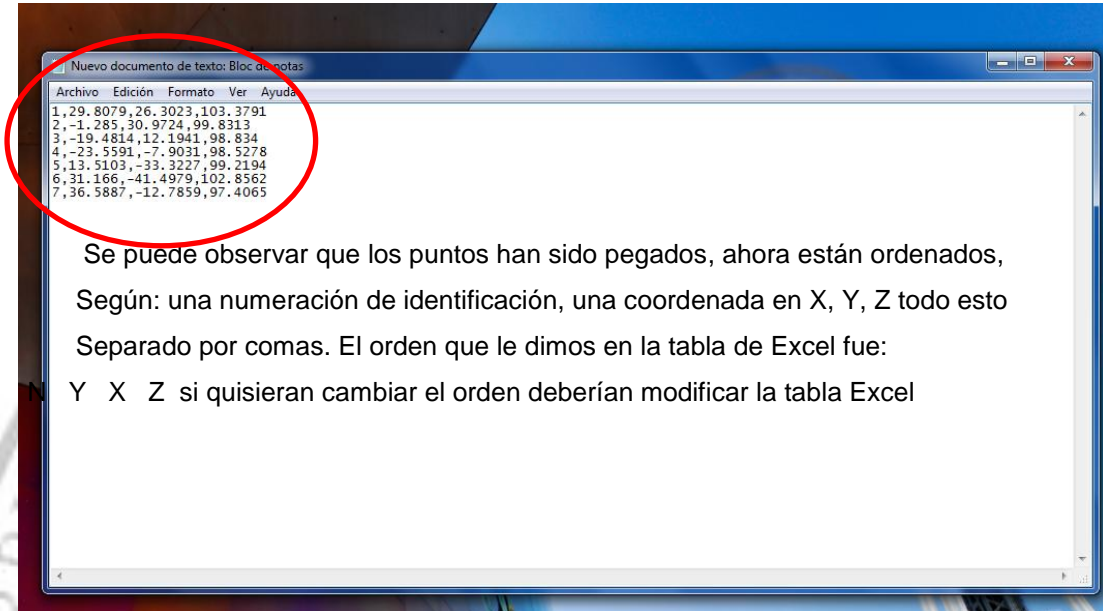 Nuevo documento de texto: Bloc de notas
Archivo Edición Formato Ver Ayuda
1,29.8079,26.3023,103.3791
2,-1.285,30.9724,99.8313
3,-19.4814,12.1941,98.834
4,-23.5591,-7.9031,98.5278
5,13.5103,-33.3227,99.2194
6,31.166,-41.4979,102.8562
7,36.5887,-12.7859,97.4065
Se puede observar que los puntos han sido pegados, ahora están ordenados,
Según: una numeración de identificación, una coordenada en X, Y, Z todo esto
Separado por comas. El orden que le dimos en la tabla de Excel fue:
N Y X Z si quisieran cambiar el orden deberían modificar la tabla Excel